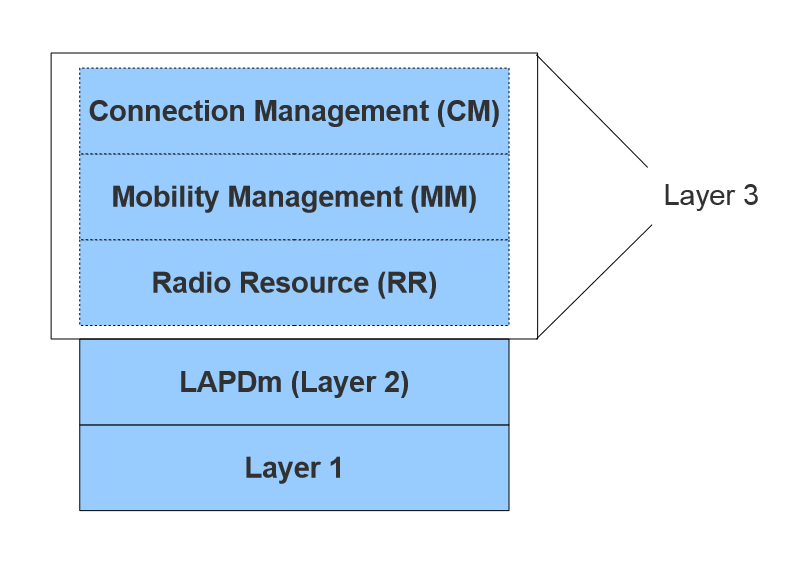 Connection Management (CM)
Mobility Management (MM)
Layer 3
Radio Resource (RR)
LAPDm (Layer 2)
Layer 1